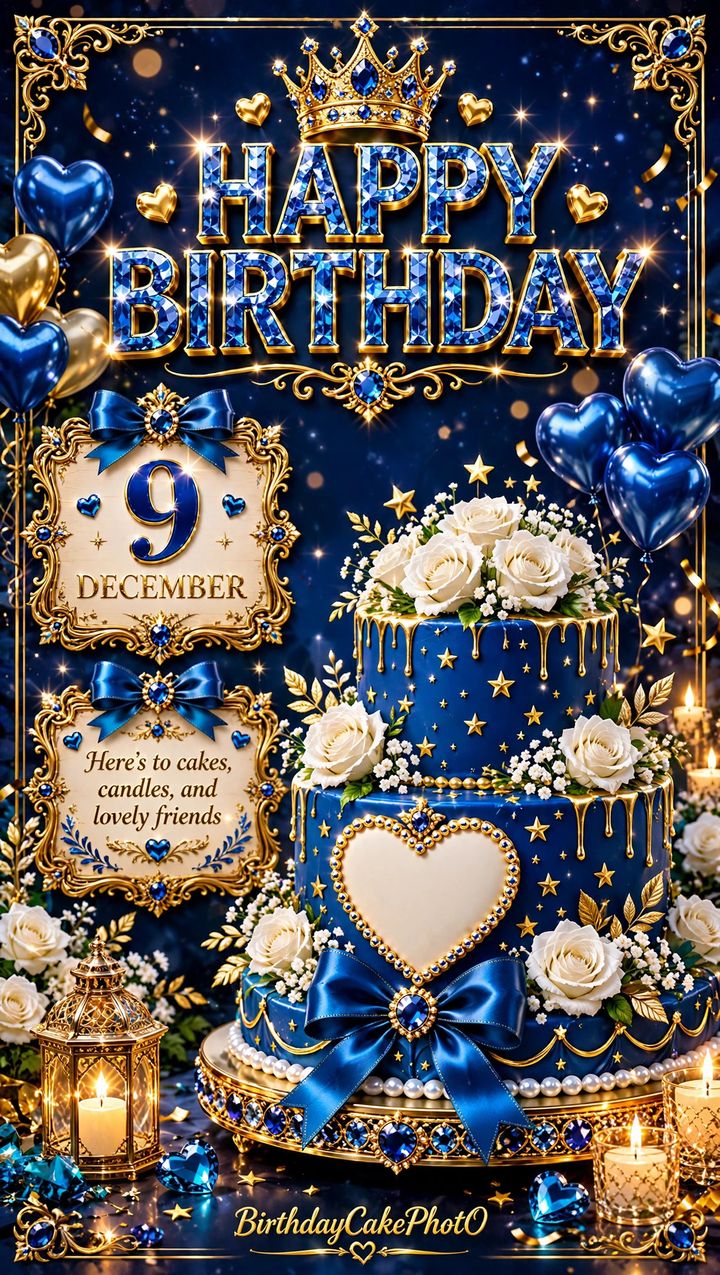 HAPPY
BIRTHDAY
9
DECEMBER
Here's to cakes,
candles, and
lovely friends
BirthdayCakePhotO